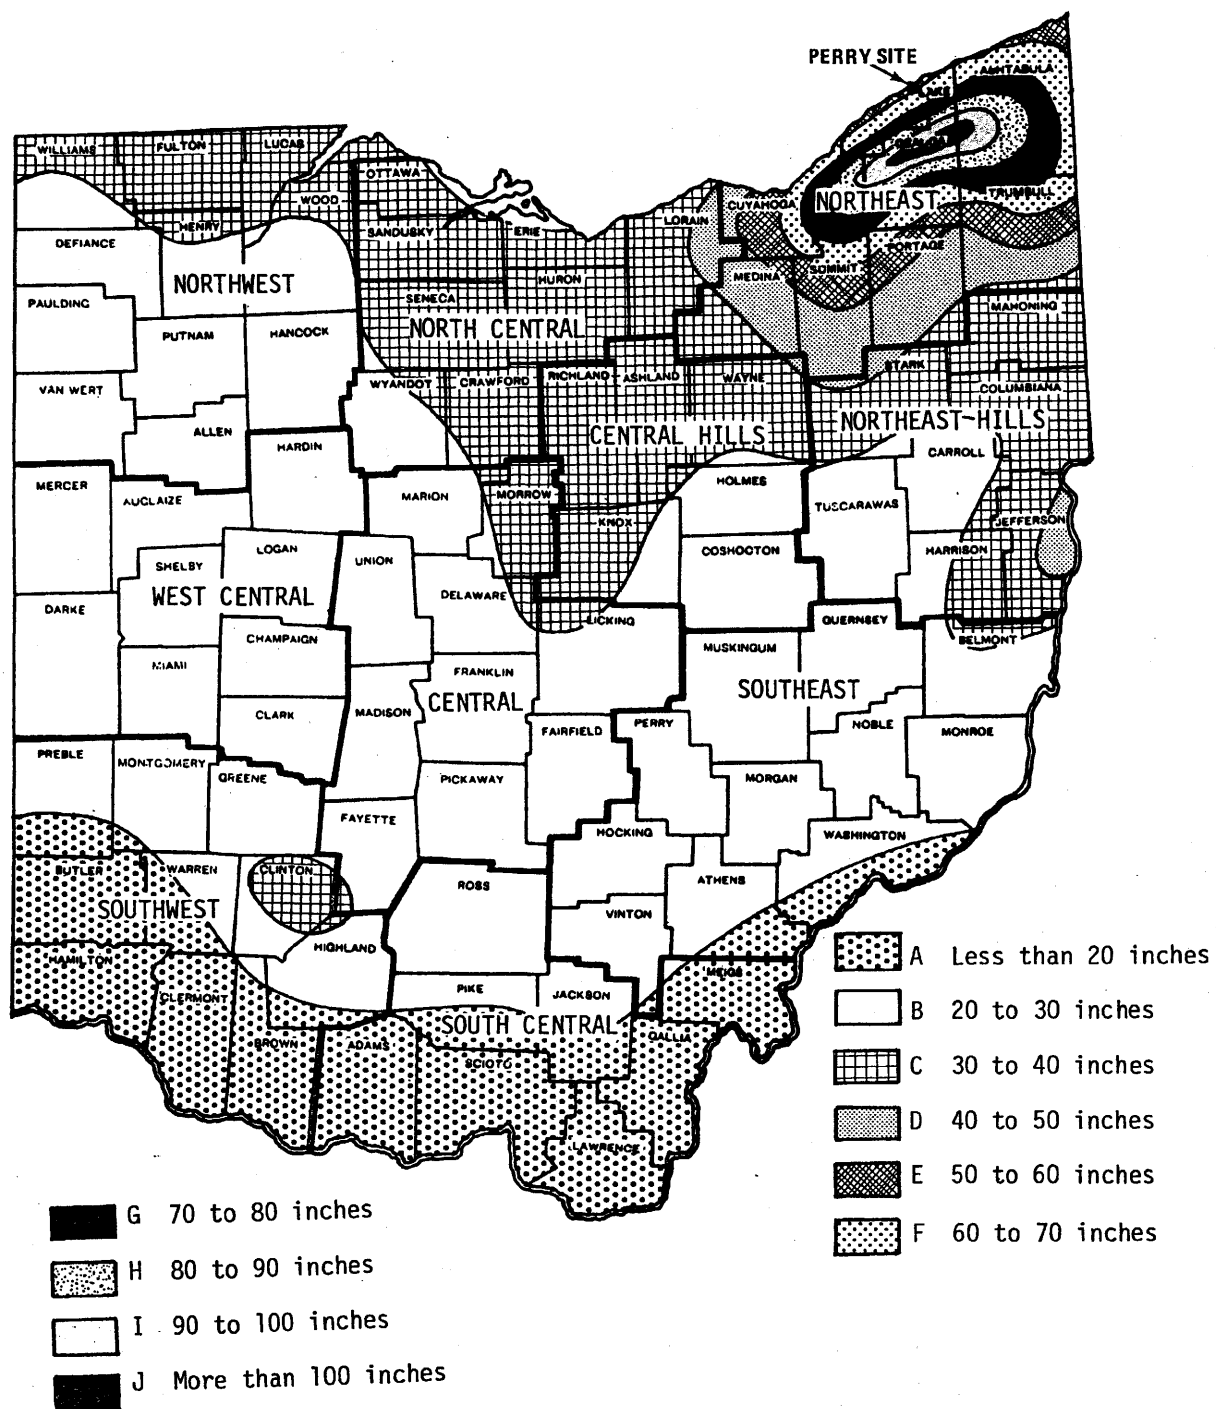 PERRY SITE
ASHTABULA
LAKE
GEAUGA
NORTHEAST
TRUMBULL
WILLIAMS
FULTON
LUCAS
OTTAWA
WOOD
HENRY
SANDUSKY
ERIE
LORAIN
CUYAHOGA
DEFIANCE
NORTHWEST
PORTAGE
SUMMIT
MEDINA
HURON
SENECA
PAULDING
MAHONING
PUTNAM
HANCOCK
NORTH CENTRAL
STARK
VAN WERT
WYANDOT
CRAWFORD
RICHLAND
ASHLAND
WAYNE
COLUMBIANA
ALLEN
HARDIN
CENTRAL HILLS
NORTHEAST-HILLS
CARROLL
MERCER
AUGLAIZE
MARION
MORROW
HOLMES
TUSCARAWAS
KNOX
JEFFERSON
LOGAN
UNION
COSHOCTON
HARRISON
SHELBY
WEST CENTRAL
DELAWARE
DARKE
LICKING
GUERNSEY
CHAMPAIGN
MUSKINGUM
BELMONT
MIAMI
FRANKLIN
CENTRAL
SOUTHEAST
CLARK
MADISON
FAIRFIELD
PERRY
NOBLE
MONROE
PREBLE
MONTGOMERY
GREENE
PICKAWAY
MORGAN
FAYETTE
HOCKING
WASHINGTON
BUTLER
WARREN
CLINTON
ROSS
ATHENS
SOUTHWEST
VINTON
HIGHLAND
HAMILTON
MEIGS
CLERMONT
PIKE
JACKSON
SOUTH CENTRAL
GALLIA
BROWN
ADAMS
SCIOTO
LAWRENCE
A Less than 20 inches
B 20 to 30 inches
C 30 to 40 inches
D 40 to 50 inches
E 50 to 60 inches
F 60 to 70 inches
G 70 to 80 inches
H 80 to 90 inches
I 90 to 100 inches
J More than 100 inches